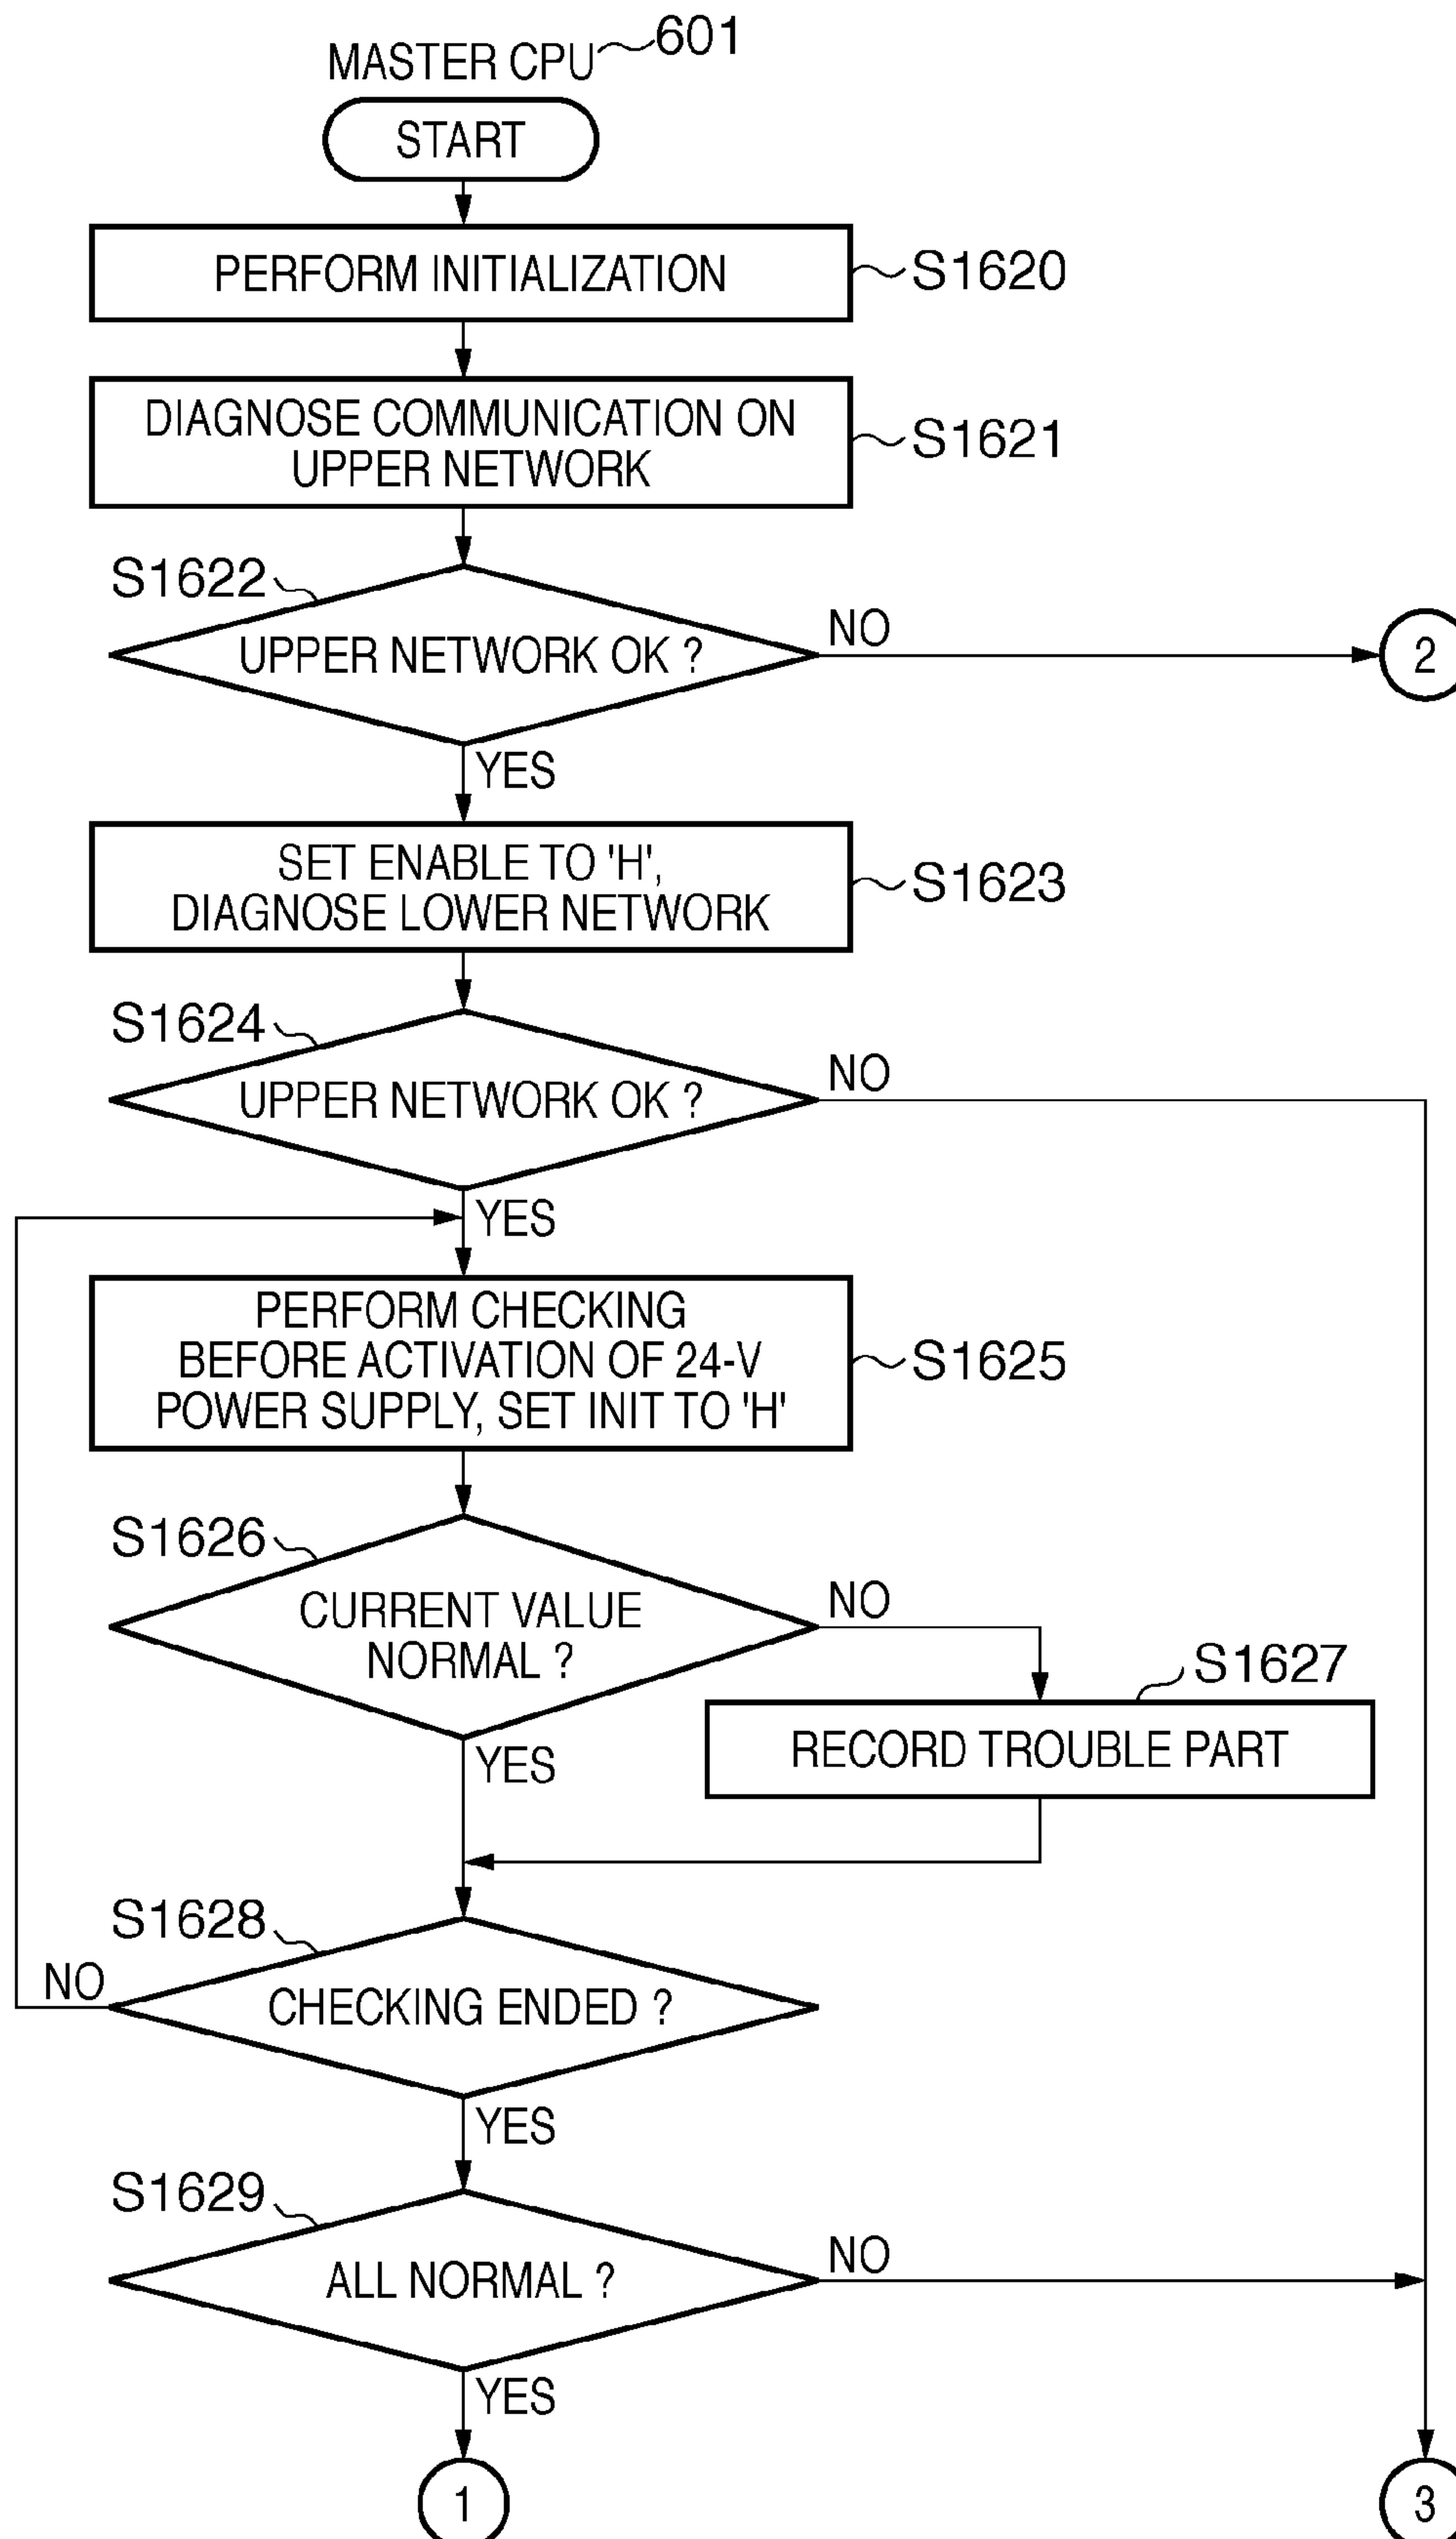 MASTER CPU 601
START
PERFORM INITIALIZATION
S1620
DIAGNOSE COMMUNICATION ON
UPPER NETWORK
S1621
S1622
UPPER NETWORK OK ?
NO
2
YES
SET ENABLE TO 'H',
DIAGNOSE LOWER NETWORK
S1623
S1624
UPPER NETWORK OK ?
NO
YES
PERFORM CHECKING
BEFORE ACTIVATION OF 24-V
POWER SUPPLY, SET INIT TO 'H'
S1625
S1626
CURRENT VALUE
NORMAL ?
NO
S1627
RECORD TROUBLE PART
YES
S1628
NO
CHECKING ENDED ?
YES
S1629
ALL NORMAL ?
NO
YES
1
3